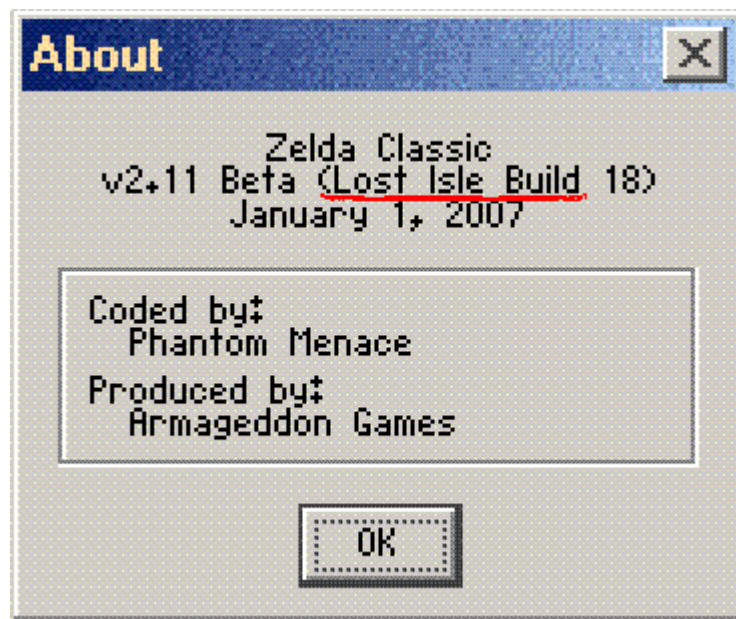 About
Zelda Classic
v2.11 Beta (Lost Isle Build 18)
January 1, 2007
Coded by:
Phantom Menace
Produced by:
Armageddon Games
OK